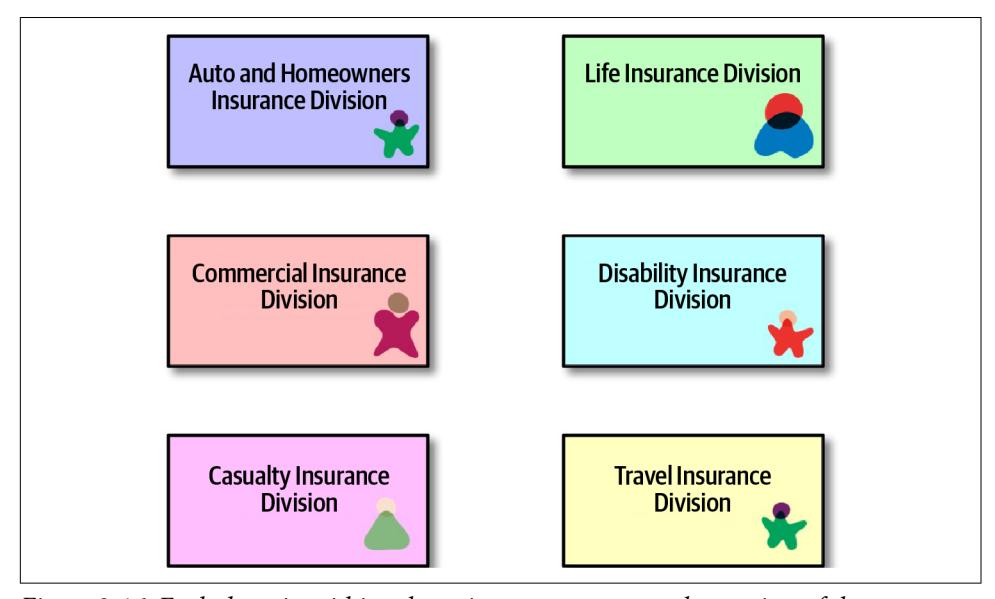 Auto and Homeowners
Insurance Division
Life Insurance Division
Commercial Insurance
Division
Disability Insurance
Division
Casualty Insurance
Division
Travel Insurance
Division